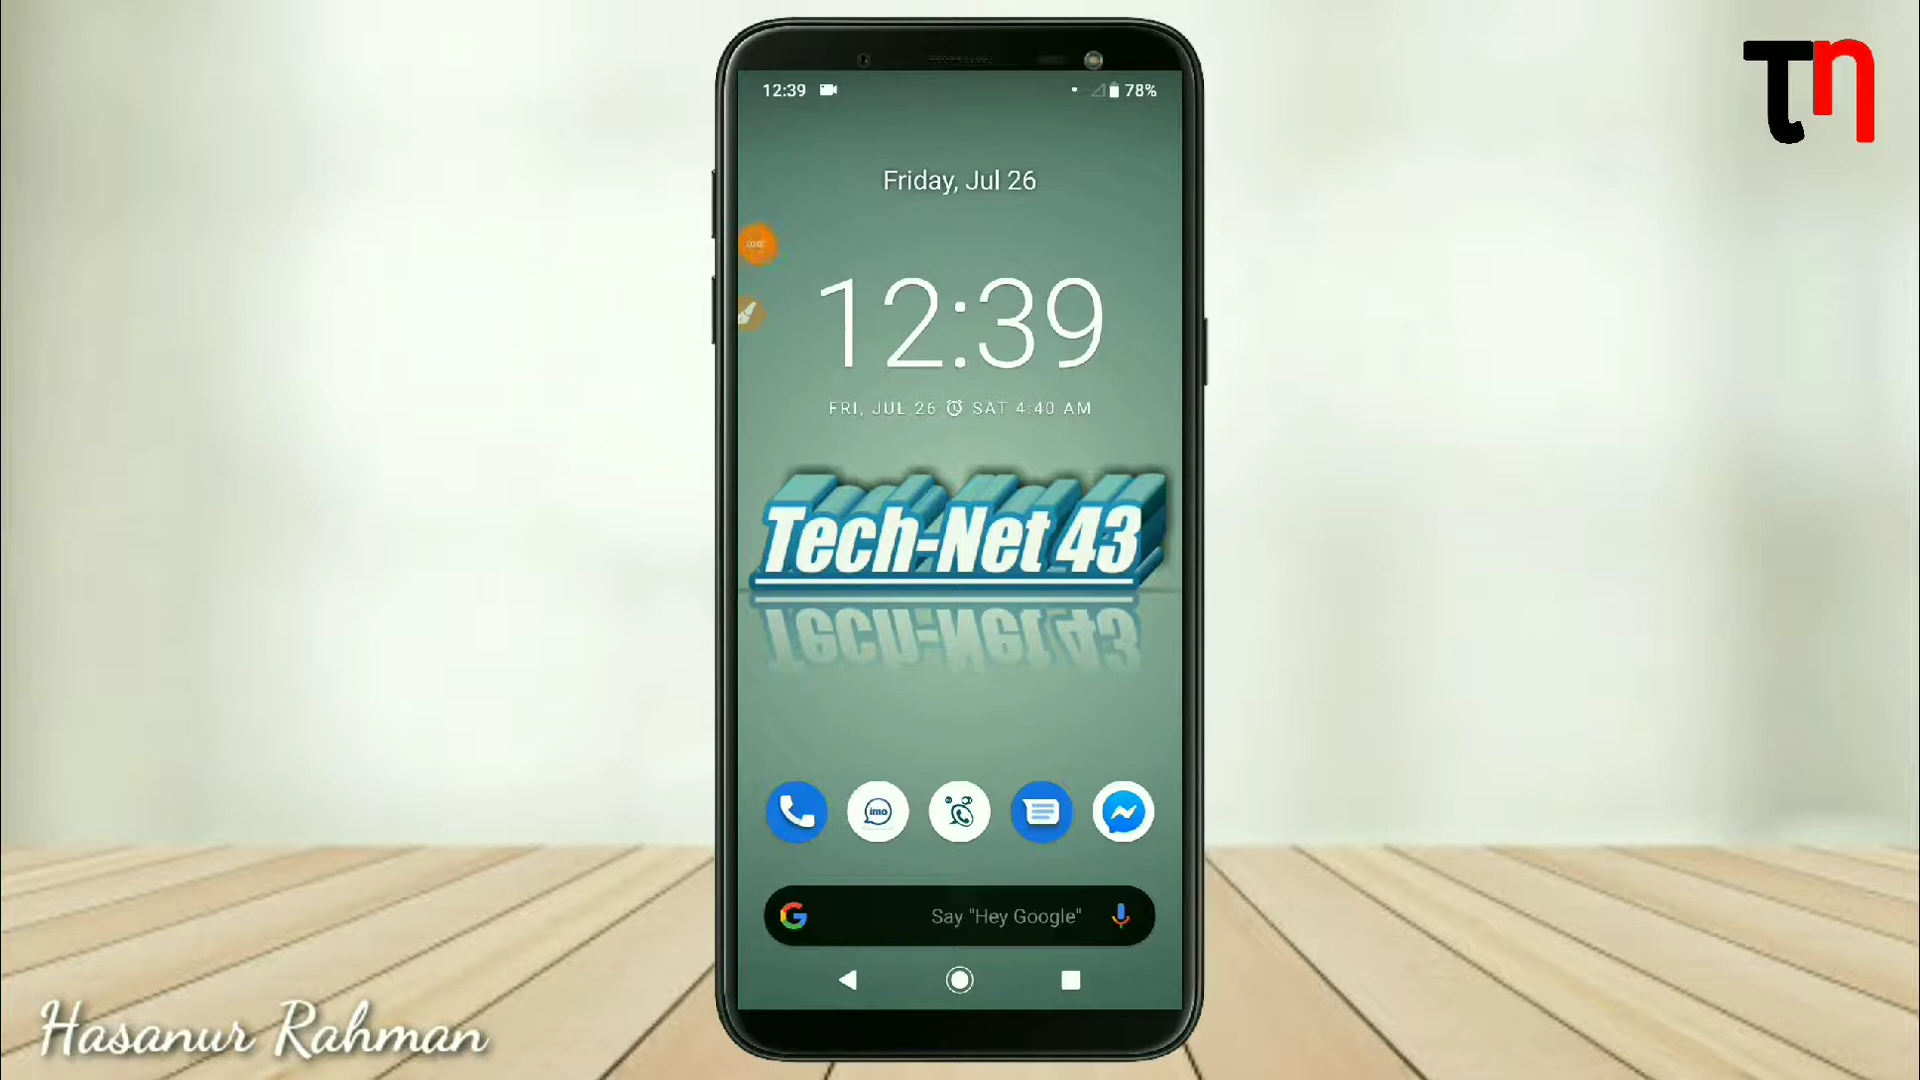 Tn
12:39
78%
Friday, Jul 26
12:39
FRI, JUL 26 SAT 4:40 AM
Tech-Net 43
imo
Say "Hey Google"
Hasanur Rahman